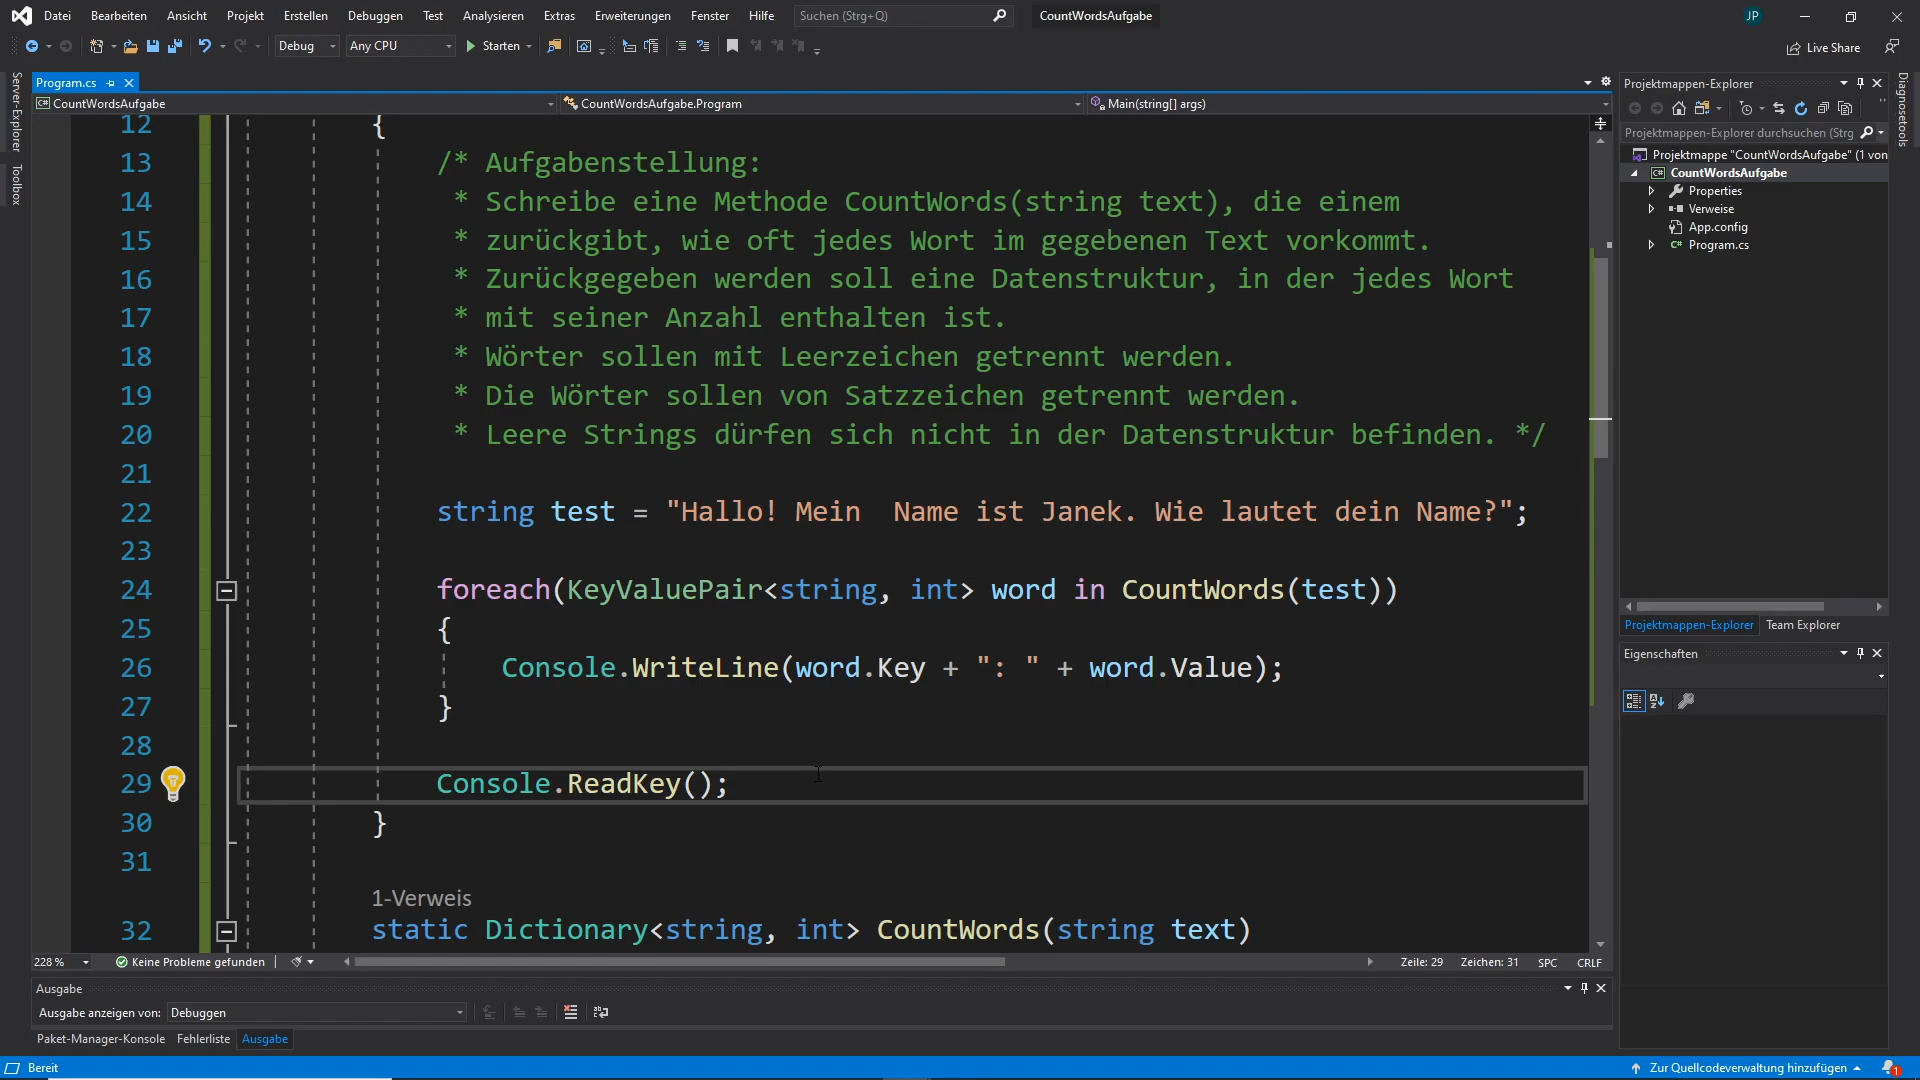 Datei Bearbeiten Ansicht Projekt Erstellen Debuggen Test Analysieren Extras Erweiterungen Fenster Hilfe Suchen (Strg+Q) CountWordsAufgabe JP
Debug Any CPU Starten Live Share
Server-Explorer
Toolbox
Program.cs
CountWordsAufgabe CountWordsAufgabe.Program Main(string[] args)
12 {
13 /* Aufgabenstellung:
14 * Schreibe eine Methode CountWords(string text), die einem
15 * zurückgibt, wie oft jedes Wort im gegebenen Text vorkommt.
16 * Zurückgegeben werden soll eine Datenstruktur, in der jedes Wort
17 * mit seiner Anzahl enthalten ist.
18 * Wörter sollen mit Leerzeichen getrennt werden.
19 * Die Wörter sollen von Satzzeichen getrennt werden.
20 * Leere Strings dürfen sich nicht in der Datenstruktur befinden. */
21
22 string test = "Hallo! Mein  Name ist Janek. Wie lautet dein Name?";
23
24 foreach(KeyValuePair<string, int> word in CountWords(test))
25 {
26 Console.WriteLine(word.Key + ": " + word.Value);
27 }
28
29 Console.ReadKey();
30 }
31
1-Verweis
32 static Dictionary<string, int> CountWords(string text)
228 % Keine Probleme gefunden Zeile: 29 Zeichen: 31 SPC CRLF
Ausgabe
Ausgabe anzeigen von: Debuggen
Paket-Manager-Konsole Fehlerliste Ausgabe
Projektmappen-Explorer
Projektmappen-Explorer durchsuchen (Strg
Projektmappe "CountWordsAufgabe" (1 von
CountWordsAufgabe
Properties
Verweise
App.config
C# Program.cs
Projektmappen-Explorer Team Explorer
Eigenschaften
Diagnosetools
Bereit Zur Quellcodeverwaltung hinzufügen 1